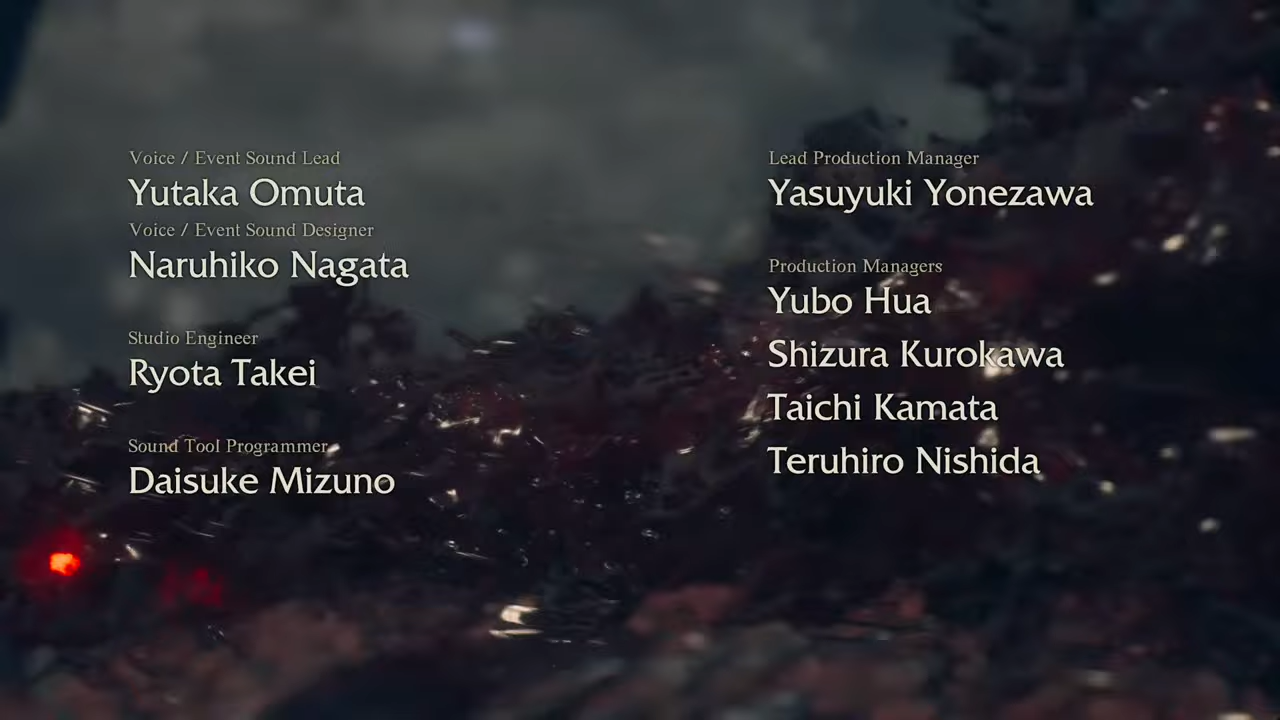 Voice / Event Sound Lead
Yutaka Omuta
Voice / Event Sound Designer
Naruhiko Nagata
Studio Engineer
Ryota Takei
Sound Tool Programmer
Daisuke Mizuno
Lead Production Manager
Yasuyuki Yonezawa
Production Managers
Yubo Hua
Shizura Kurokawa
Taichi Kamata
Teruhiro Nishida